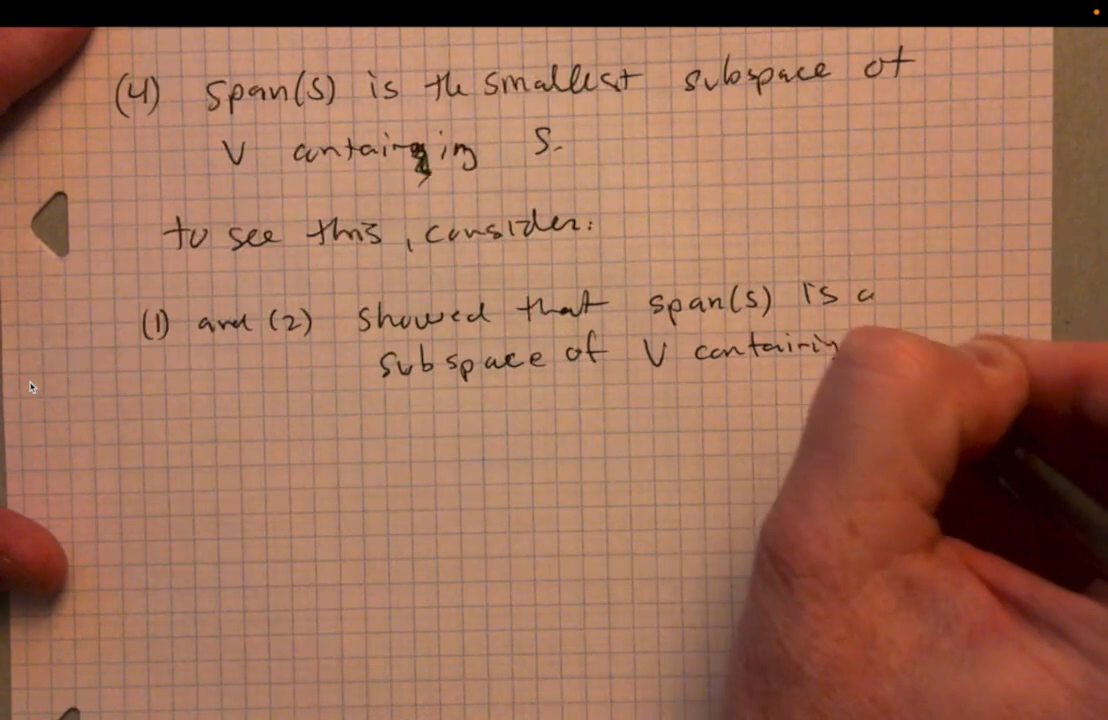 (4) span(S) is the smallest subspace of
V containing S.
to see this, consider:
(1) and (2) showed that span(S) is a
subspace of V containing